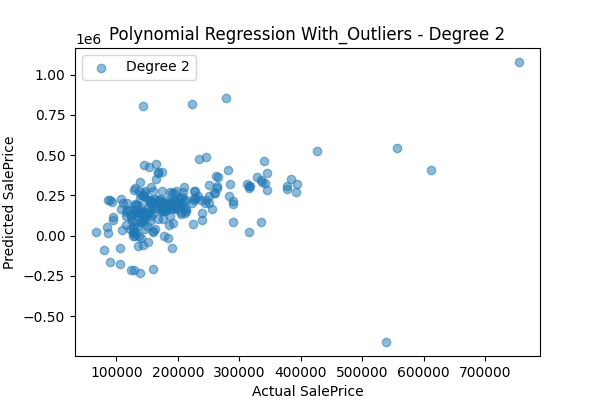 Polynomial Regression With_Outliers - Degree 2
1e6
Degree 2
1.00
0.75
0.50
0.25
0.00
−0.25
−0.50
Predicted SalePrice
100000 200000 300000 400000 500000 600000 700000
Actual SalePrice